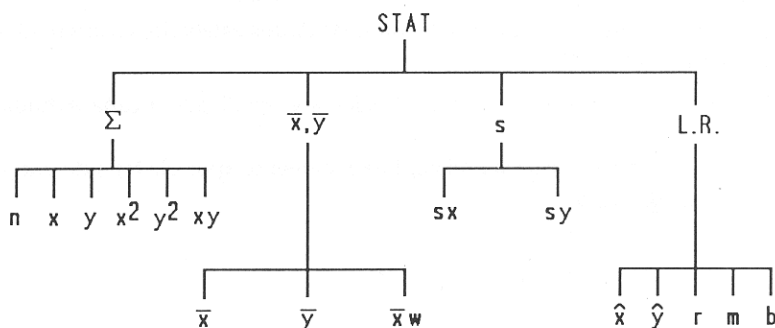 STAT
Σ x̅,y̅ s L.R.
n x y x² y² xy sx sy
x̅ y̅ x̅w x̂ ŷ r m b